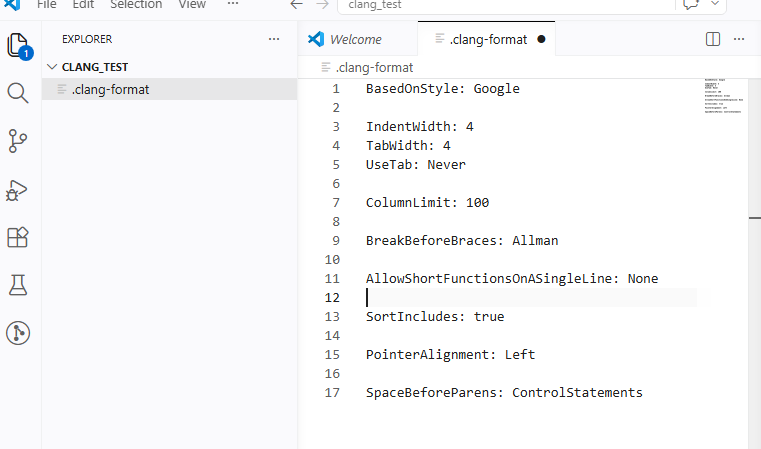 File Edit Selection View ··· ← → clang_test
EXPLORER ···
CLANG_TEST
.clang-format
1
Welcome
.clang-format ●
···
.clang-format
1 BasedOnStyle: Google
2
3 IndentWidth: 4
4 TabWidth: 4
5 UseTab: Never
6
7 ColumnLimit: 100
8
9 BreakBeforeBraces: Allman
10
11 AllowShortFunctionsOnASingleLine: None
12
13 SortIncludes: true
14
15 PointerAlignment: Left
16
17 SpaceBeforeParens: ControlStatements